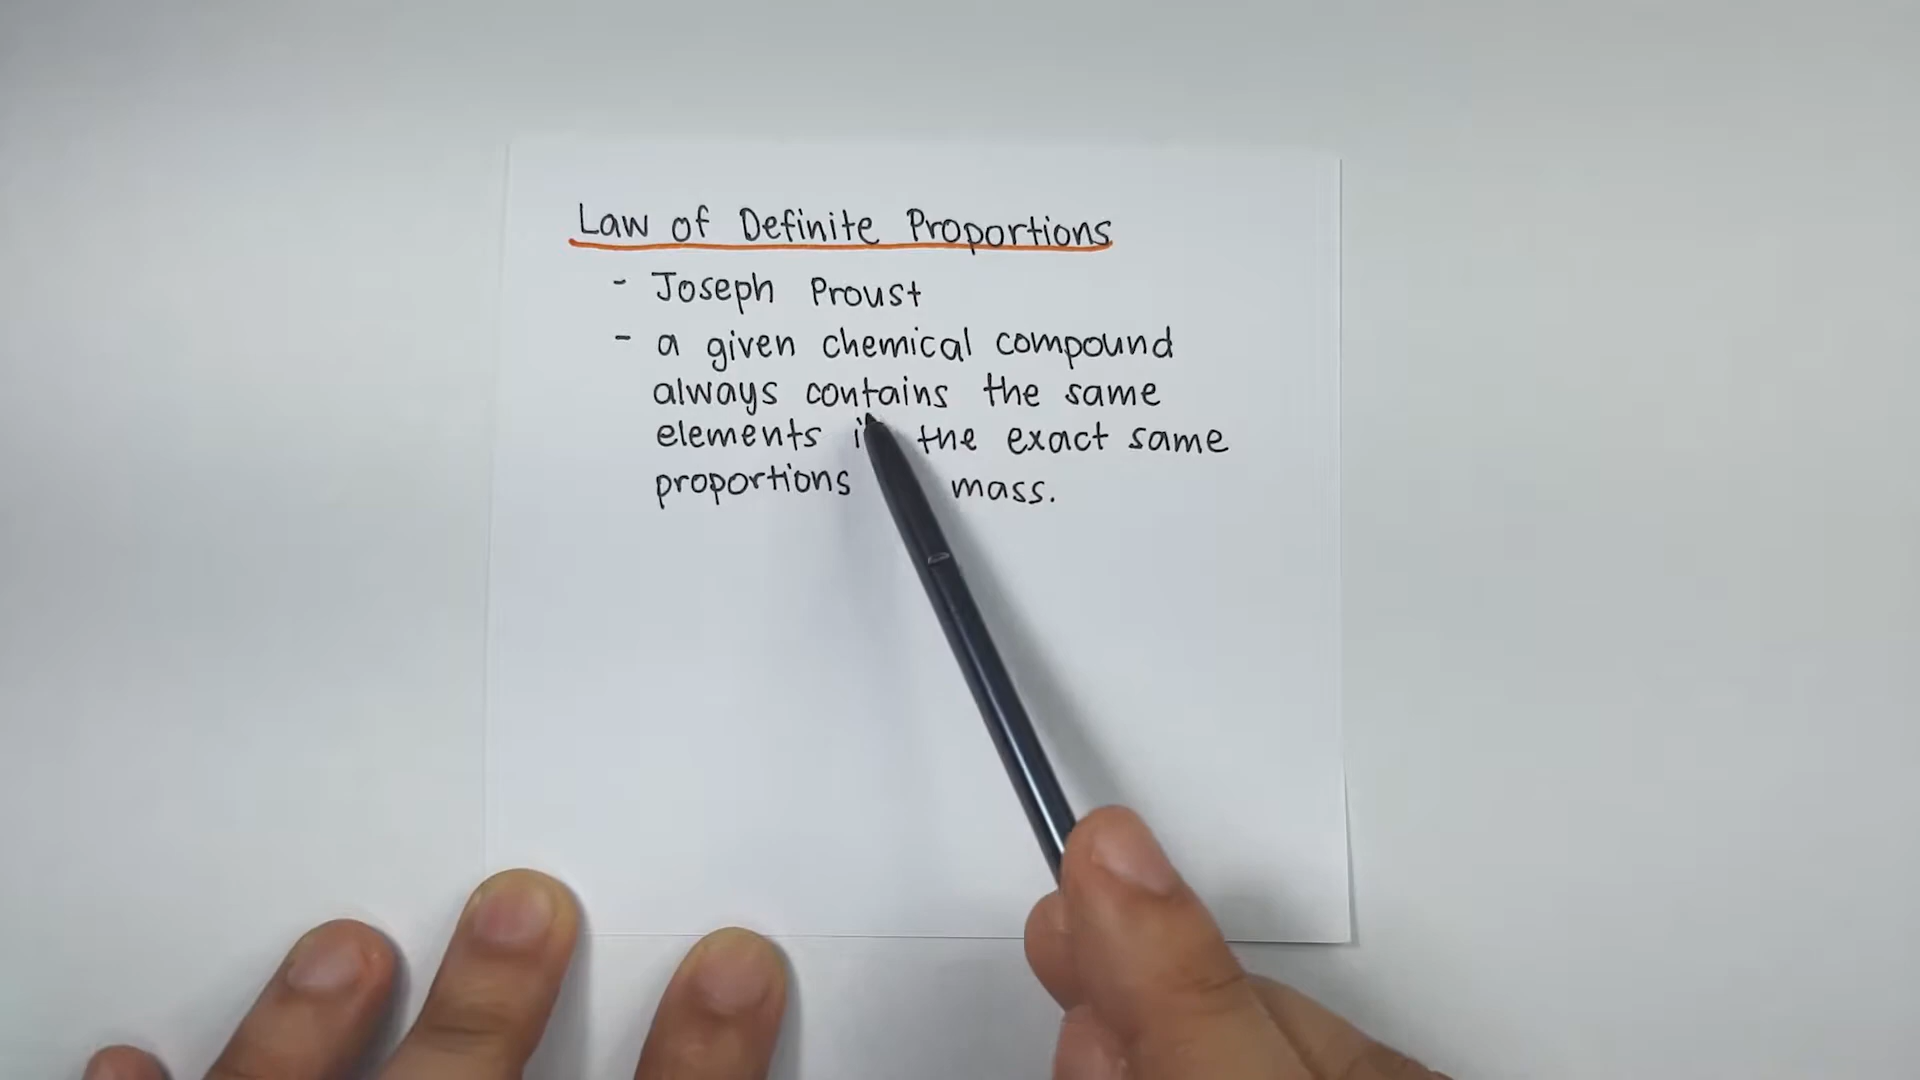 Law of Definite Proportions
- Joseph Proust
- a given chemical compound
always contains the same
elements the exact same
proportions mass.